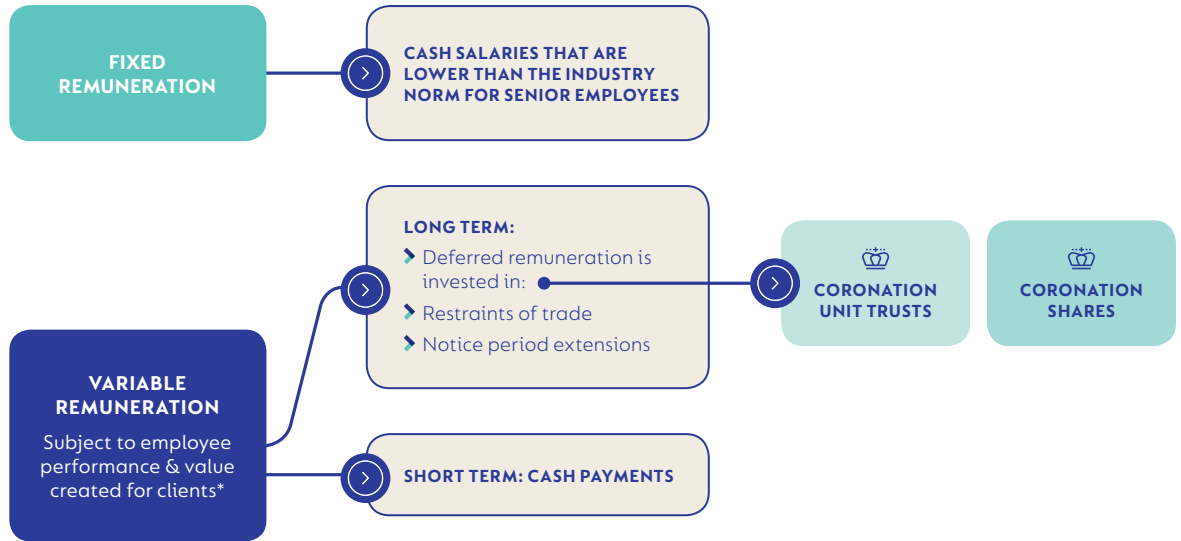 FIXED
REMUNERATION
CASH SALARIES THAT ARE
LOWER THAN THE INDUSTRY
NORM FOR SENIOR EMPLOYEES
VARIABLE
REMUNERATION
Subject to employee
performance & value
created for clients*
LONG TERM:
Deferred remuneration is
invested in:
Restraints of trade
Notice period extensions
CORONATION
UNIT TRUSTS
CORONATION
SHARES
SHORT TERM: CASH PAYMENTS